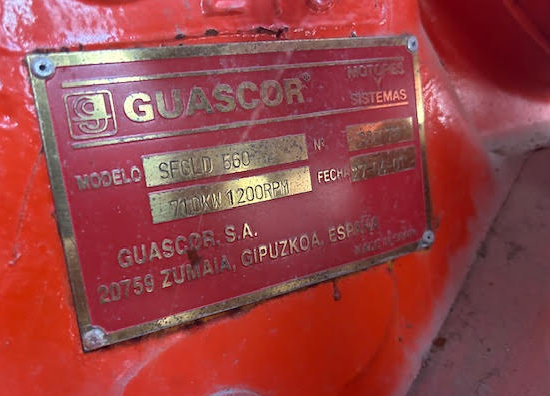 g GUASCOR® MOTORES
SISTEMAS
MODELO SFGLD 560 Nº
710KW 1200RPM FECHA
GUASCOR, S.A.
20759 ZUMAIA, GIPUZKOA, ESPAÑA